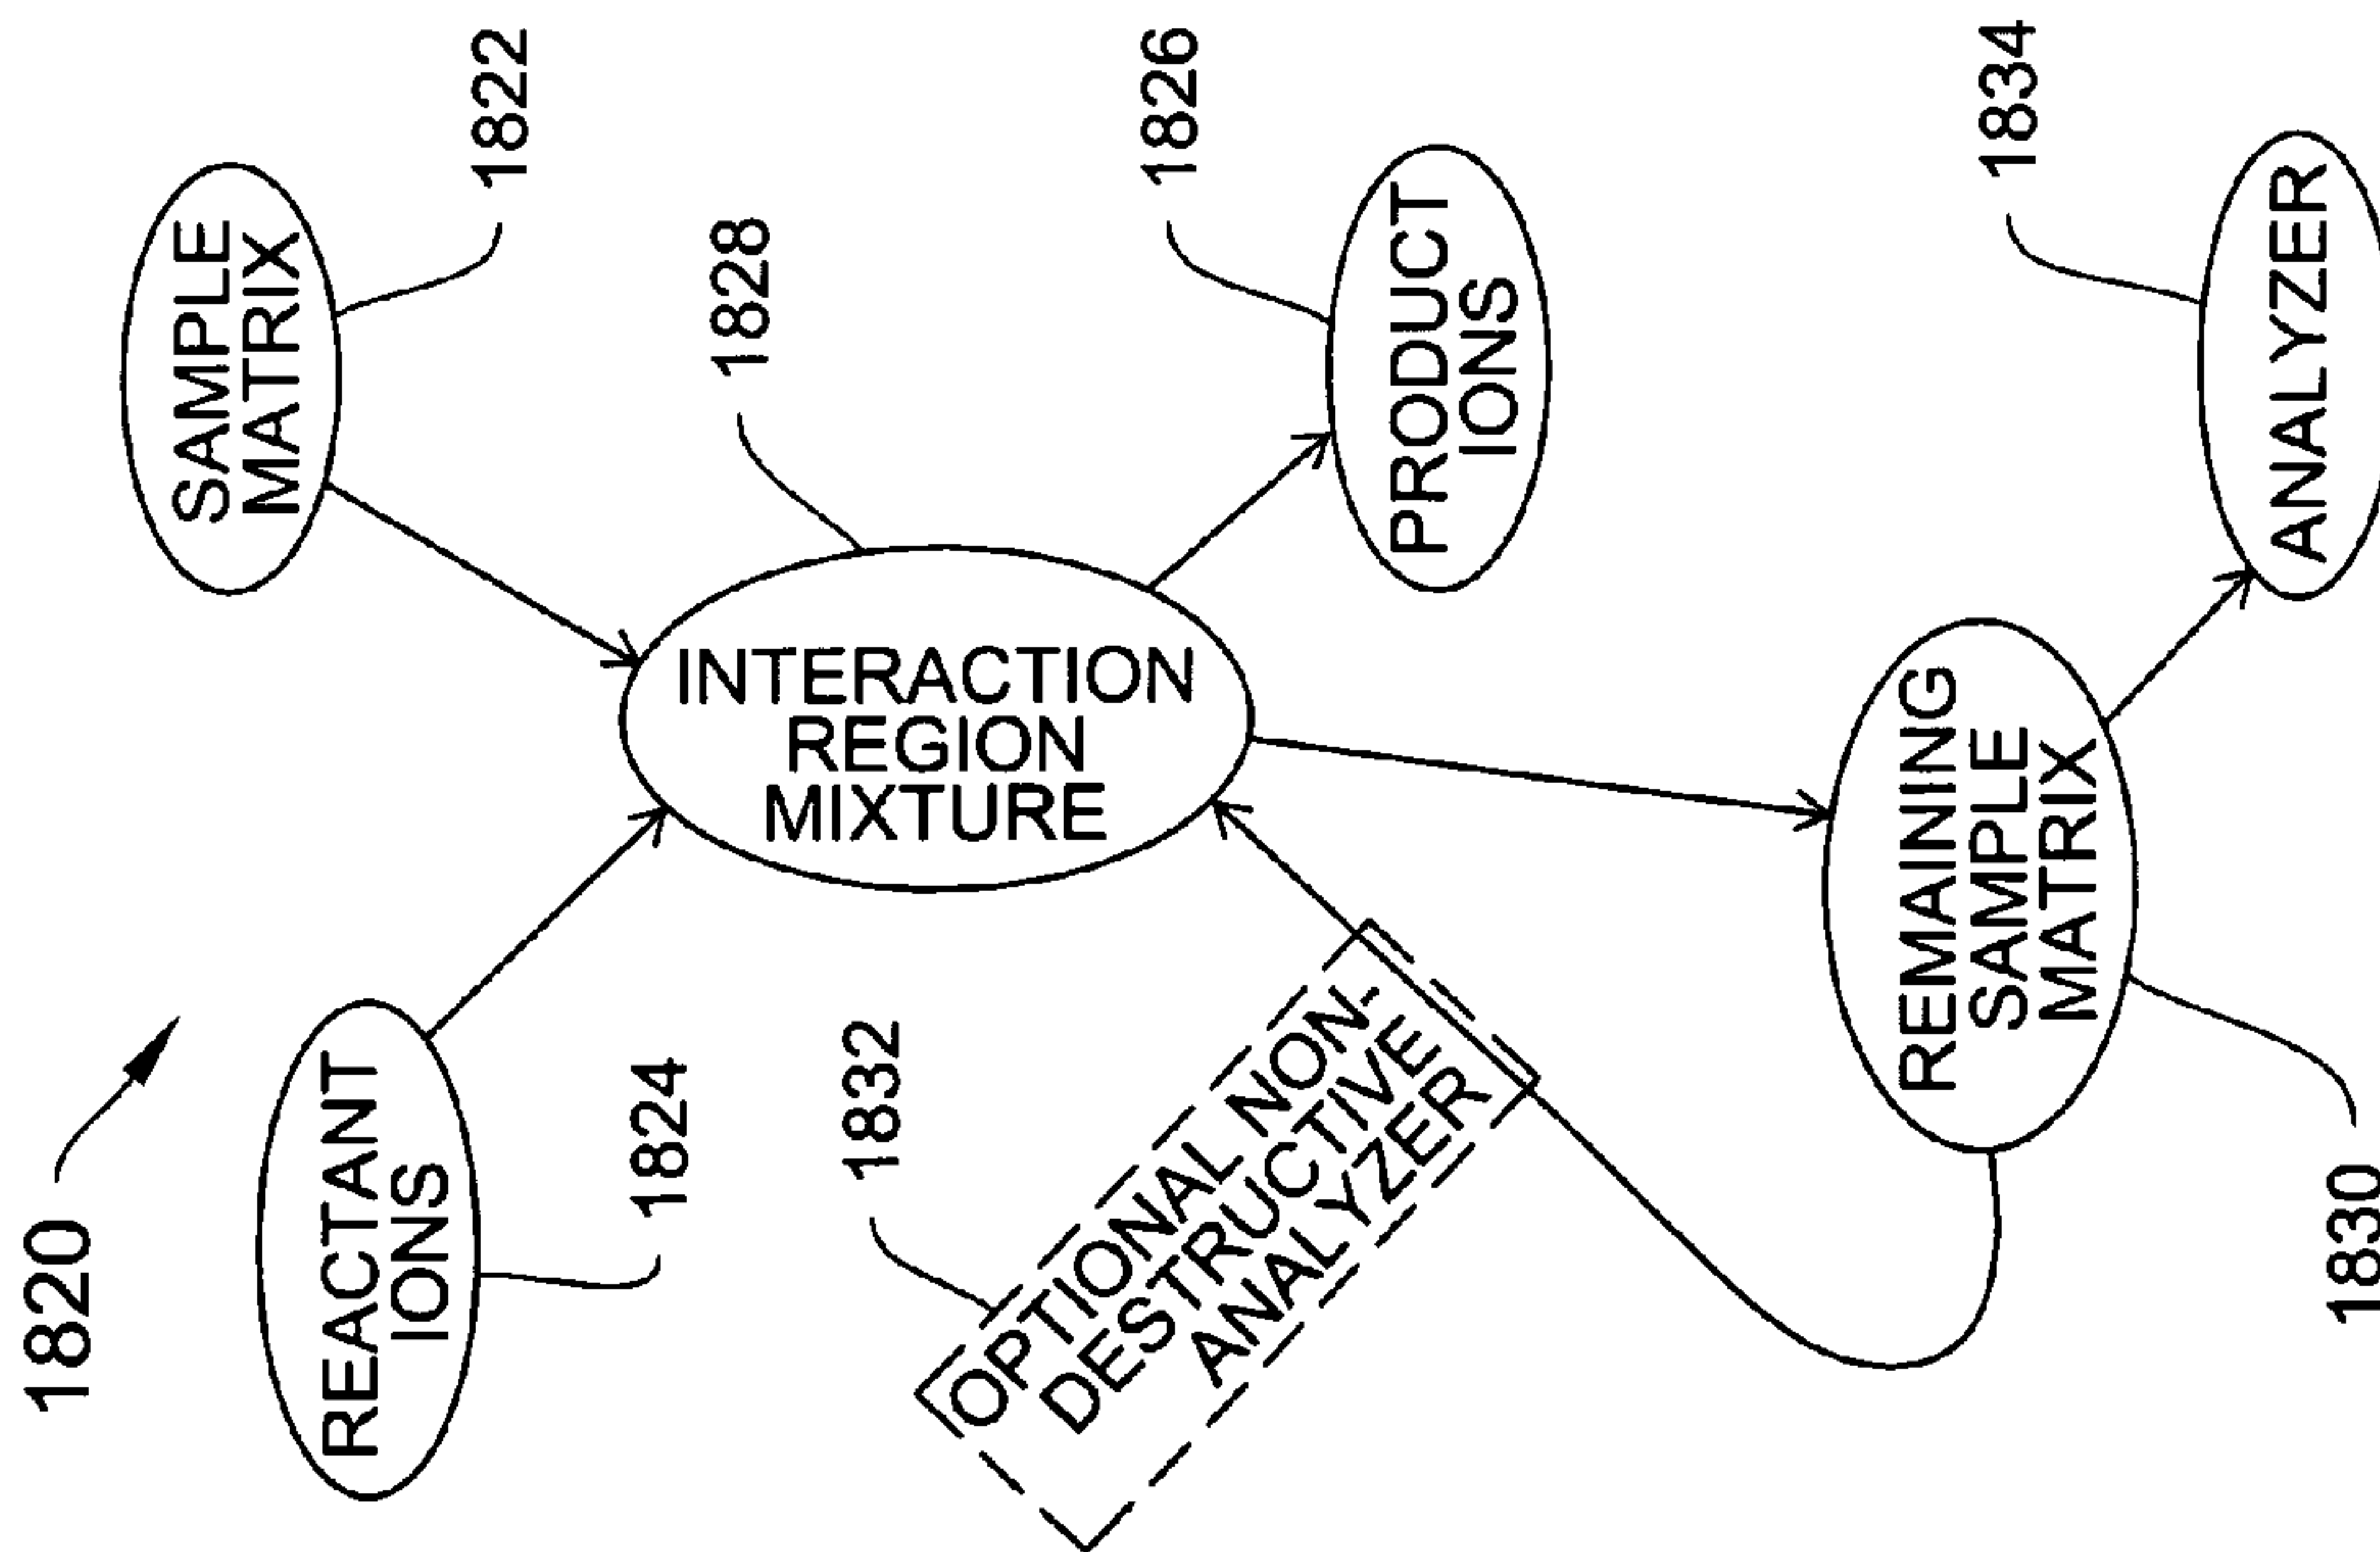 1820
REACTANT
IONS
1824
SAMPLE
MATRIX
1822
1828
INTERACTION
REGION
MIXTURE
1832
OPTIONAL NON-
DESTRUCTIVE
ANALYZER
PRODUCT
IONS
1826
REMAINING
SAMPLE
MATRIX
1830
ANALYZER
1834